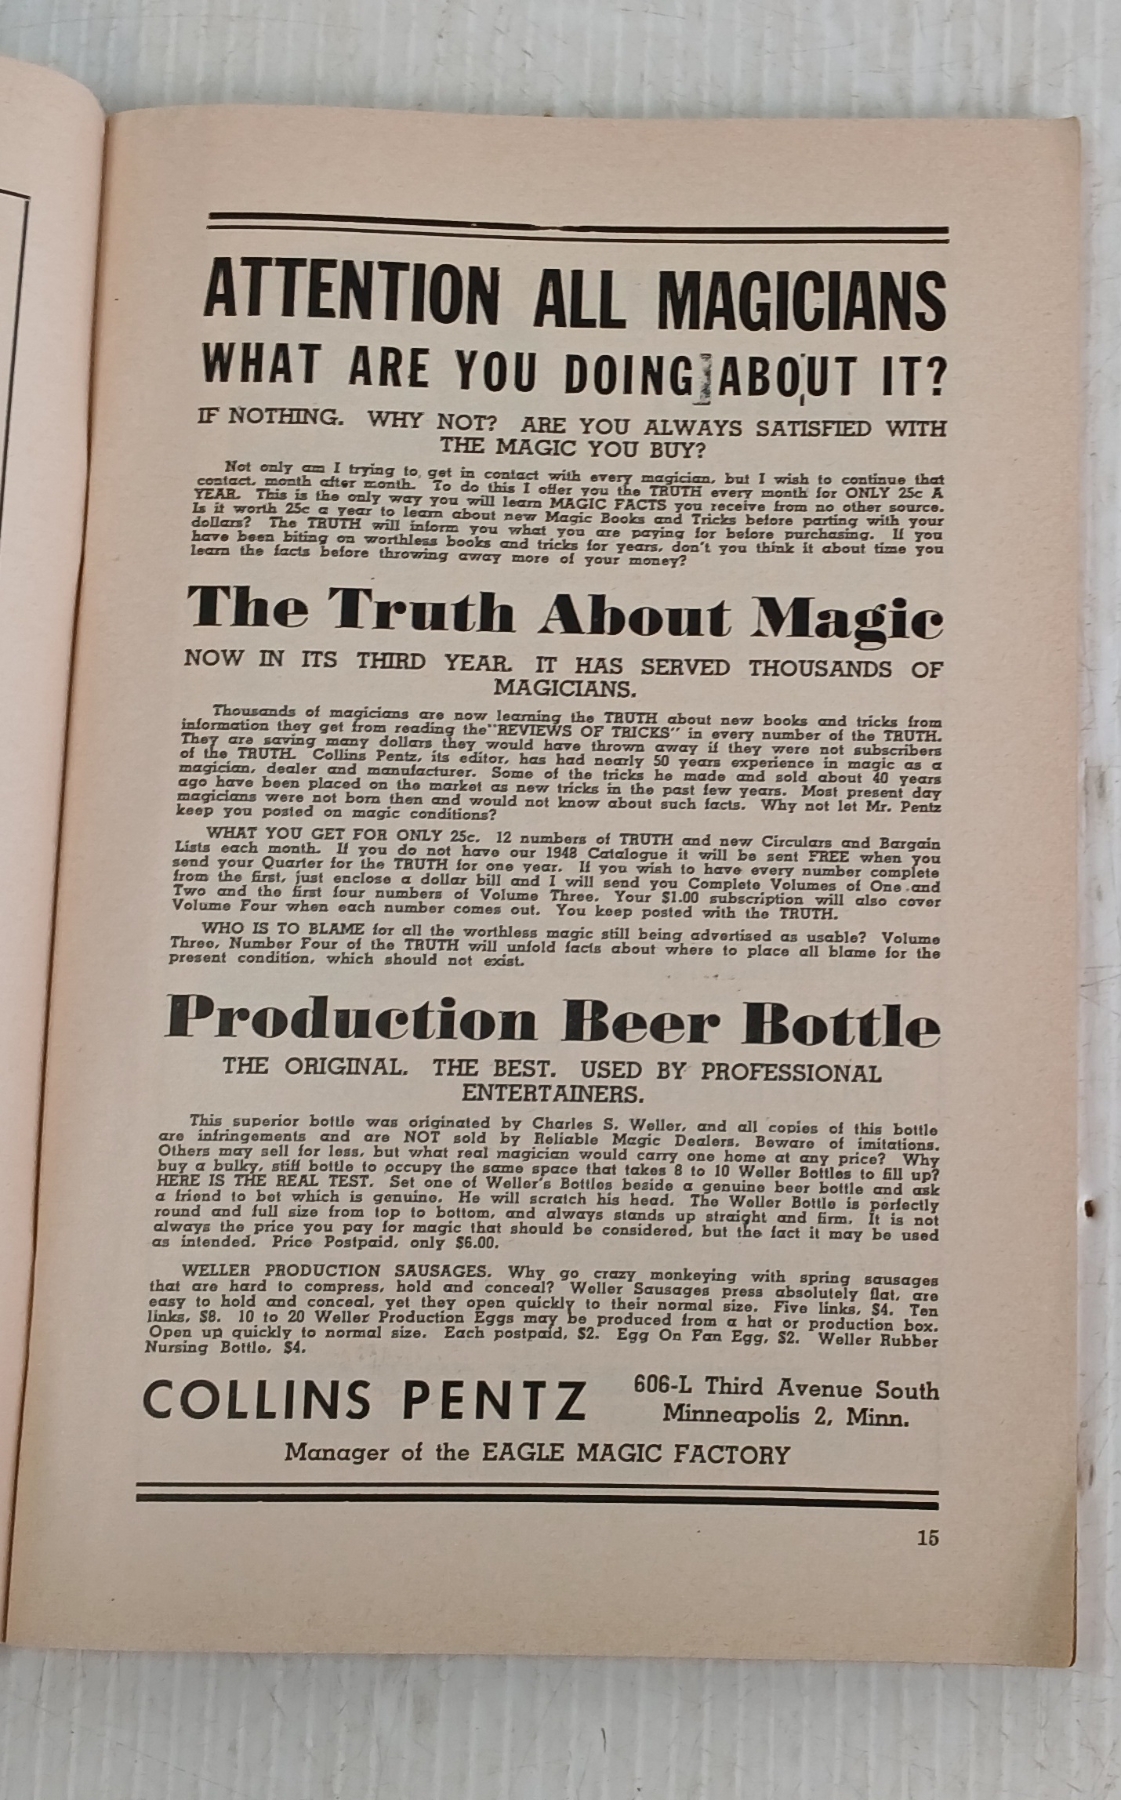 ATTENTION ALL MAGICIANS
WHAT ARE YOU DOING ABOUT IT?
IF NOTHING. WHY NOT? ARE YOU ALWAYS SATISFIED WITH
THE MAGIC YOU BUY?
Not only am I trying to get in contact with every magician, but I wish to continue that
contact, month after month. To do this I offer you the TRUTH every month for ONLY 25c A
YEAR. This is the only way you will learn MAGIC FACTS you receive from no other source.
Is it worth 25c a year to learn about new Magic Books and Tricks before parting with your
dollars? The TRUTH will inform you what you are paying for before purchasing. If you
have been biting on worthless books and tricks for years, don't you think it about time you
learn the facts before throwing away more of your money?
The Truth About Magic
NOW IN ITS THIRD YEAR. IT HAS SERVED THOUSANDS OF
MAGICIANS.
Thousands of magicians are now learning the TRUTH about new books and tricks from
information they get from reading the "REVIEWS OF TRICKS" in every number of the TRUTH.
They are saving many dollars they would have thrown away if they were not subscribers
of the TRUTH. Collins Pentz, its editor, has had nearly 50 years experience in magic as a
magician, dealer and manufacturer. Some of the tricks he made and sold about 40 years
ago have been placed on the market as new tricks in the past few years. Most present day
magicians were not born then and would not know about such facts. Why not let Mr. Pentz
keep you posted on magic conditions?
WHAT YOU GET FOR ONLY 25c. 12 numbers of TRUTH and new Circulars and Bargain
Lists each month. If you do not have our 1948 Catalogue it will be sent FREE when you
send your Quarter for the TRUTH for one year. If you wish to have every number complete
from the first, just enclose a dollar bill and I will send you Complete Volumes of One and
Two and the first four numbers of Volume Three. Your $1.00 subscription will also cover
Volume Four when each number comes out. You keep posted with the TRUTH.
WHO IS TO BLAME for all the worthless magic still being advertised as usable? Volume
Three, Number Four of the TRUTH will unfold facts about where to place all blame for the
present condition, which should not exist.
Production Beer Bottle
THE ORIGINAL. THE BEST. USED BY PROFESSIONAL
ENTERTAINERS.
This superior bottle was originated by Charles S. Weller, and all copies of this bottle
are infringements and are NOT sold by Reliable Magic Dealers. Beware of imitations.
Others may sell for less, but what real magician would carry one home at any price? Why
buy a bulky, stiff bottle to occupy the same space that takes 8 to 10 Weller Bottles to fill up?
HERE IS THE REAL TEST. Set one of Weller's Bottles beside a genuine beer bottle and ask
a friend to bet which is genuine. He will scratch his head. The Weller Bottle is perfectly
round and full size from top to bottom, and always stands up straight and firm. It is not
always the price you pay for magic that should be considered, but the fact it may be used
as intended. Price Postpaid, only $6.00.
WELLER PRODUCTION SAUSAGES. Why go crazy monkeying with spring sausages
that are hard to compress, hold and conceal? Weller Sausages press absolutely flat, are
easy to hold and conceal, yet they open quickly to their normal size. Five links, $4. Ten
links, $8. 10 to 20 Weller Production Eggs may be produced from a hat or production box.
Open up quickly to normal size. Each postpaid, $2. Egg On Pan Egg, $2. Weller Rubber
Nursing Bottle, $4.
COLLINS PENTZ
606-L Third Avenue South
Minneapolis 2, Minn.
Manager of the EAGLE MAGIC FACTORY
15